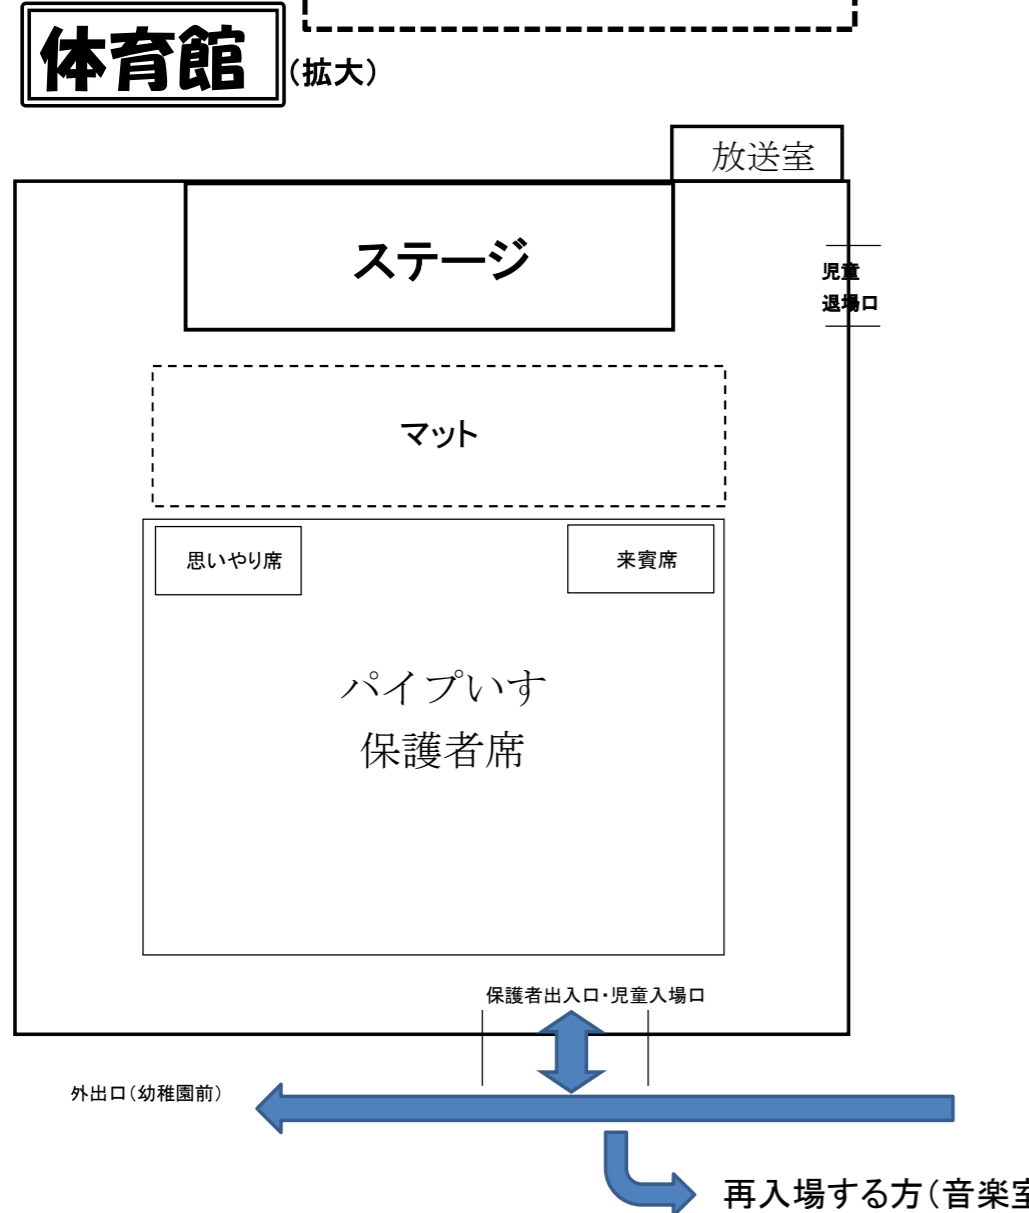 体育館
(拡大)
放送室
ステージ
児童
退場口
マット
思いやり席
来賓席
パイプいす
保護者席
保護者出入口・児童入場口
外出口(幼稚園前)
再入場する方(音楽室